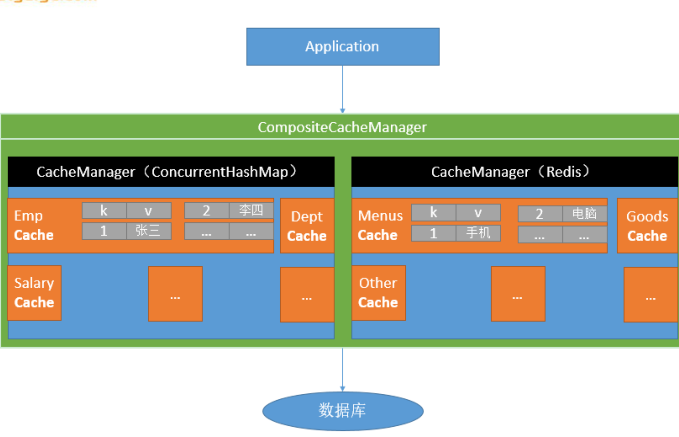 Application
CompositeCacheManager
CacheManager（ConcurrentHashMap）
Emp
Cache
k v
1 张三
2 李四
... ...
Dept
Cache
Salary
Cache
...
...
CacheManager（Redis）
Menus
Cache
k v
1 手机
2 电脑
... ...
Goods
Cache
Other
Cache
...
...
数据库